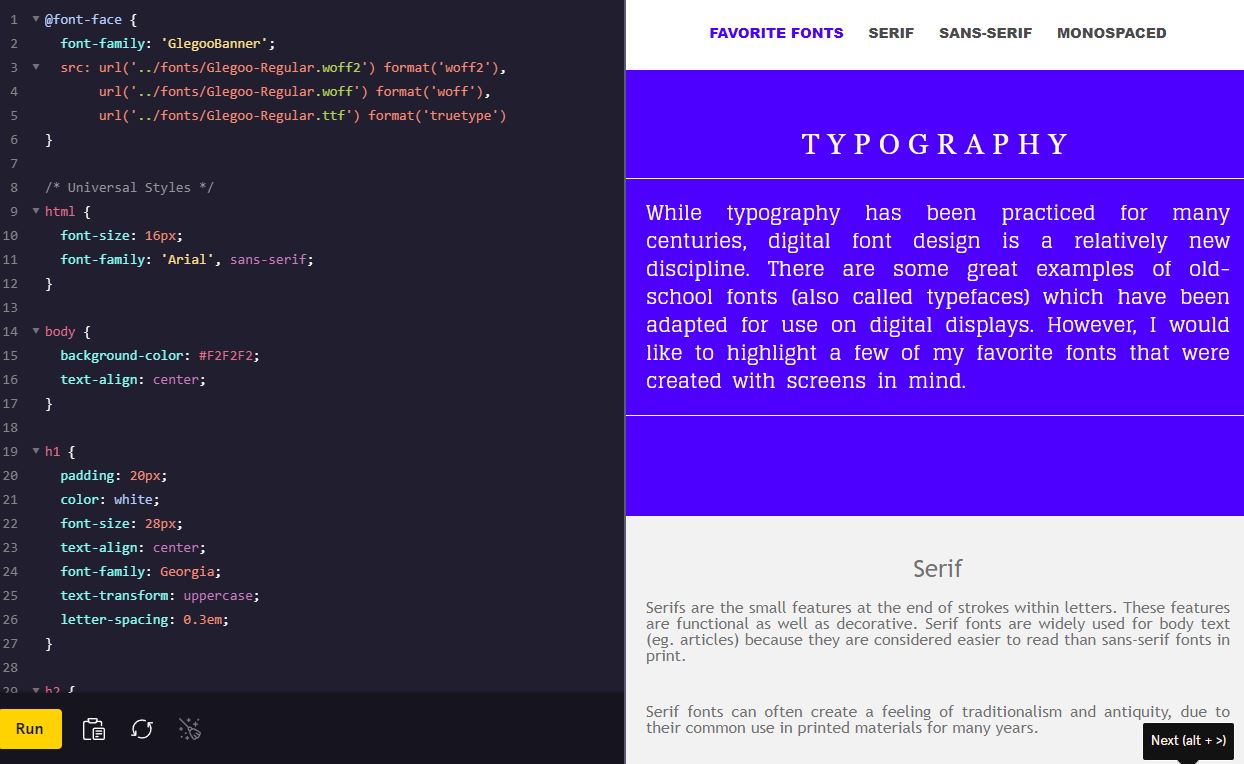 1 @font-face {
2 font-family: 'GlegooBanner';
3 src: url('../fonts/Glegoo-Regular.woff2') format('woff2'),
4 url('../fonts/Glegoo-Regular.woff') format('woff'),
5 url('../fonts/Glegoo-Regular.ttf') format('truetype')
6 }
7
8 /* Universal Styles */
9 html {
10 font-size: 16px;
11 font-family: 'Arial', sans-serif;
12 }
13
14 body {
15 background-color: #F2F2F2;
16 text-align: center;
17 }
18
19 h1 {
20 padding: 20px;
21 color: white;
22 font-size: 28px;
23 text-align: center;
24 font-family: Georgia;
25 text-transform: uppercase;
26 letter-spacing: 0.3em;
27 }
28
29 h2 {
Run
FAVORITE FONTS SERIF SANS-SERIF MONOSPACED
TYPOGRAPHY
While typography has been practiced for many
centuries, digital font design is a relatively new
discipline. There are some great examples of old-
school fonts (also called typefaces) which have been
adapted for use on digital displays. However, I would
like to highlight a few of my favorite fonts that were
created with screens in mind.
Serif
Serifs are the small features at the end of strokes within letters. These features
are functional as well as decorative. Serif fonts are widely used for body text
(eg. articles) because they are considered easier to read than sans-serif fonts in
print.
Serif fonts can often create a feeling of traditionalism and antiquity, due to
their common use in printed materials for many years.
Next (alt + >)